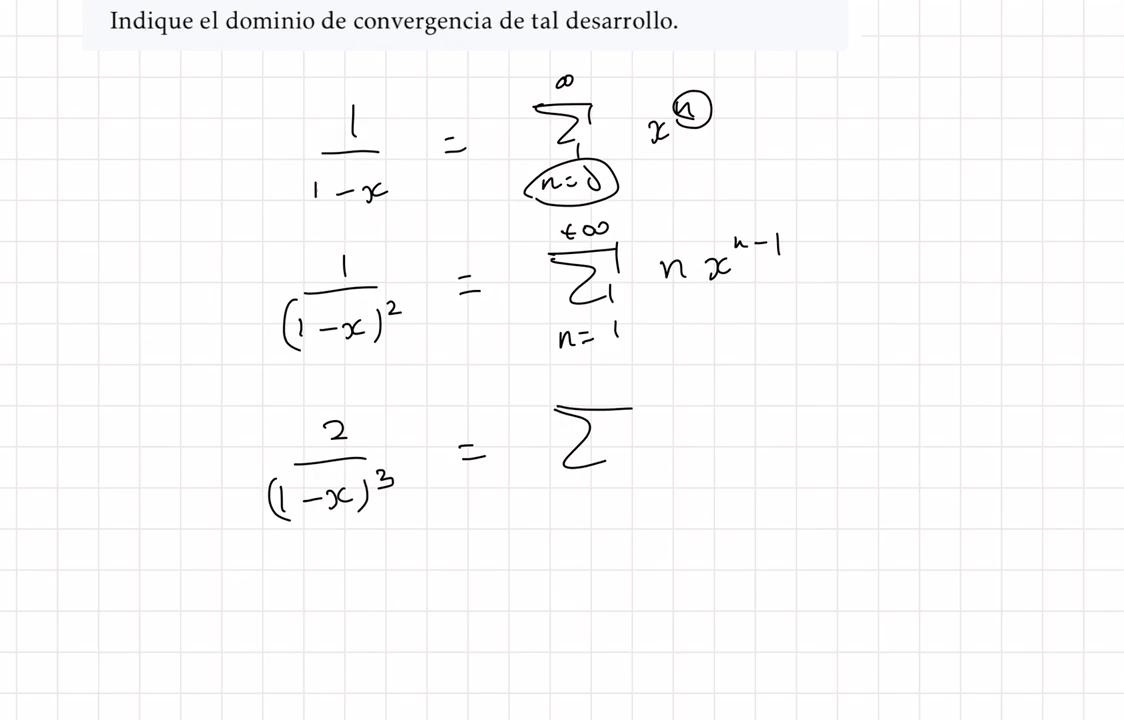 Indique el dominio de convergencia de tal desarrollo.
1/(1-x) = ∑_{n=0}^{∞} x^n
1/(1-x)^2 = ∑_{n=1}^{+∞} n x^{n-1}
2/(1-x)^3 = ∑